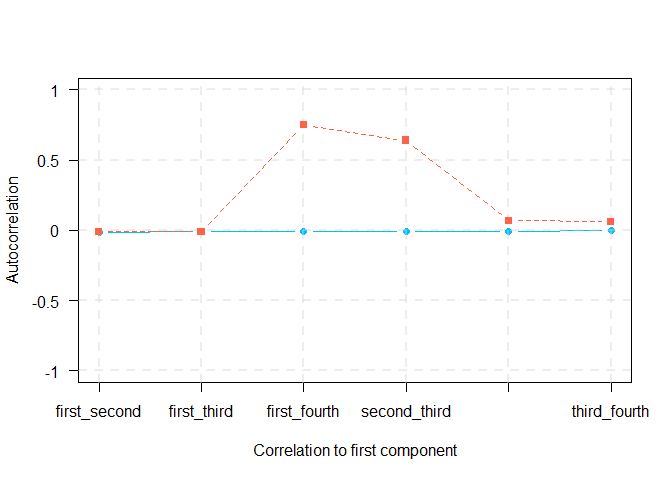 1
0.5
0
-0.5
-1
Autocorrelation
first_second first_third first_fourth second_third third_fourth
Correlation to first component